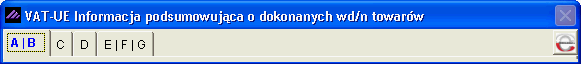 VAT-UE Informacja podsumowująca o dokonanych wd/n towarów
A|B C D E|F|G